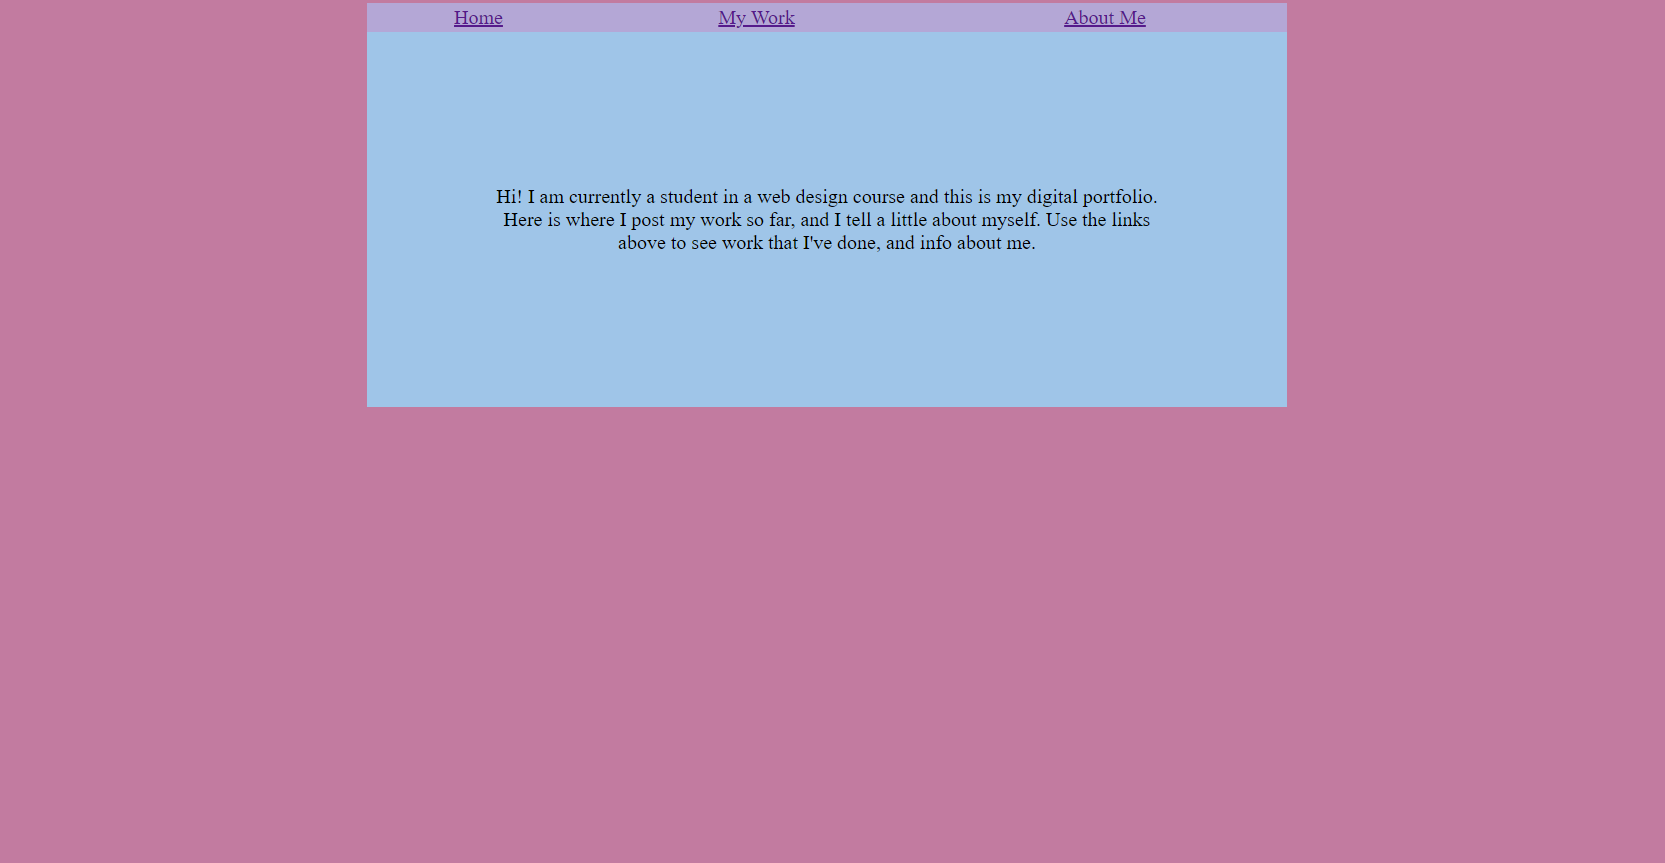 Home My Work About Me
Hi! I am currently a student in a web design course and this is my digital portfolio.
Here is where I post my work so far, and I tell a little about myself. Use the links
above to see work that I've done, and info about me.